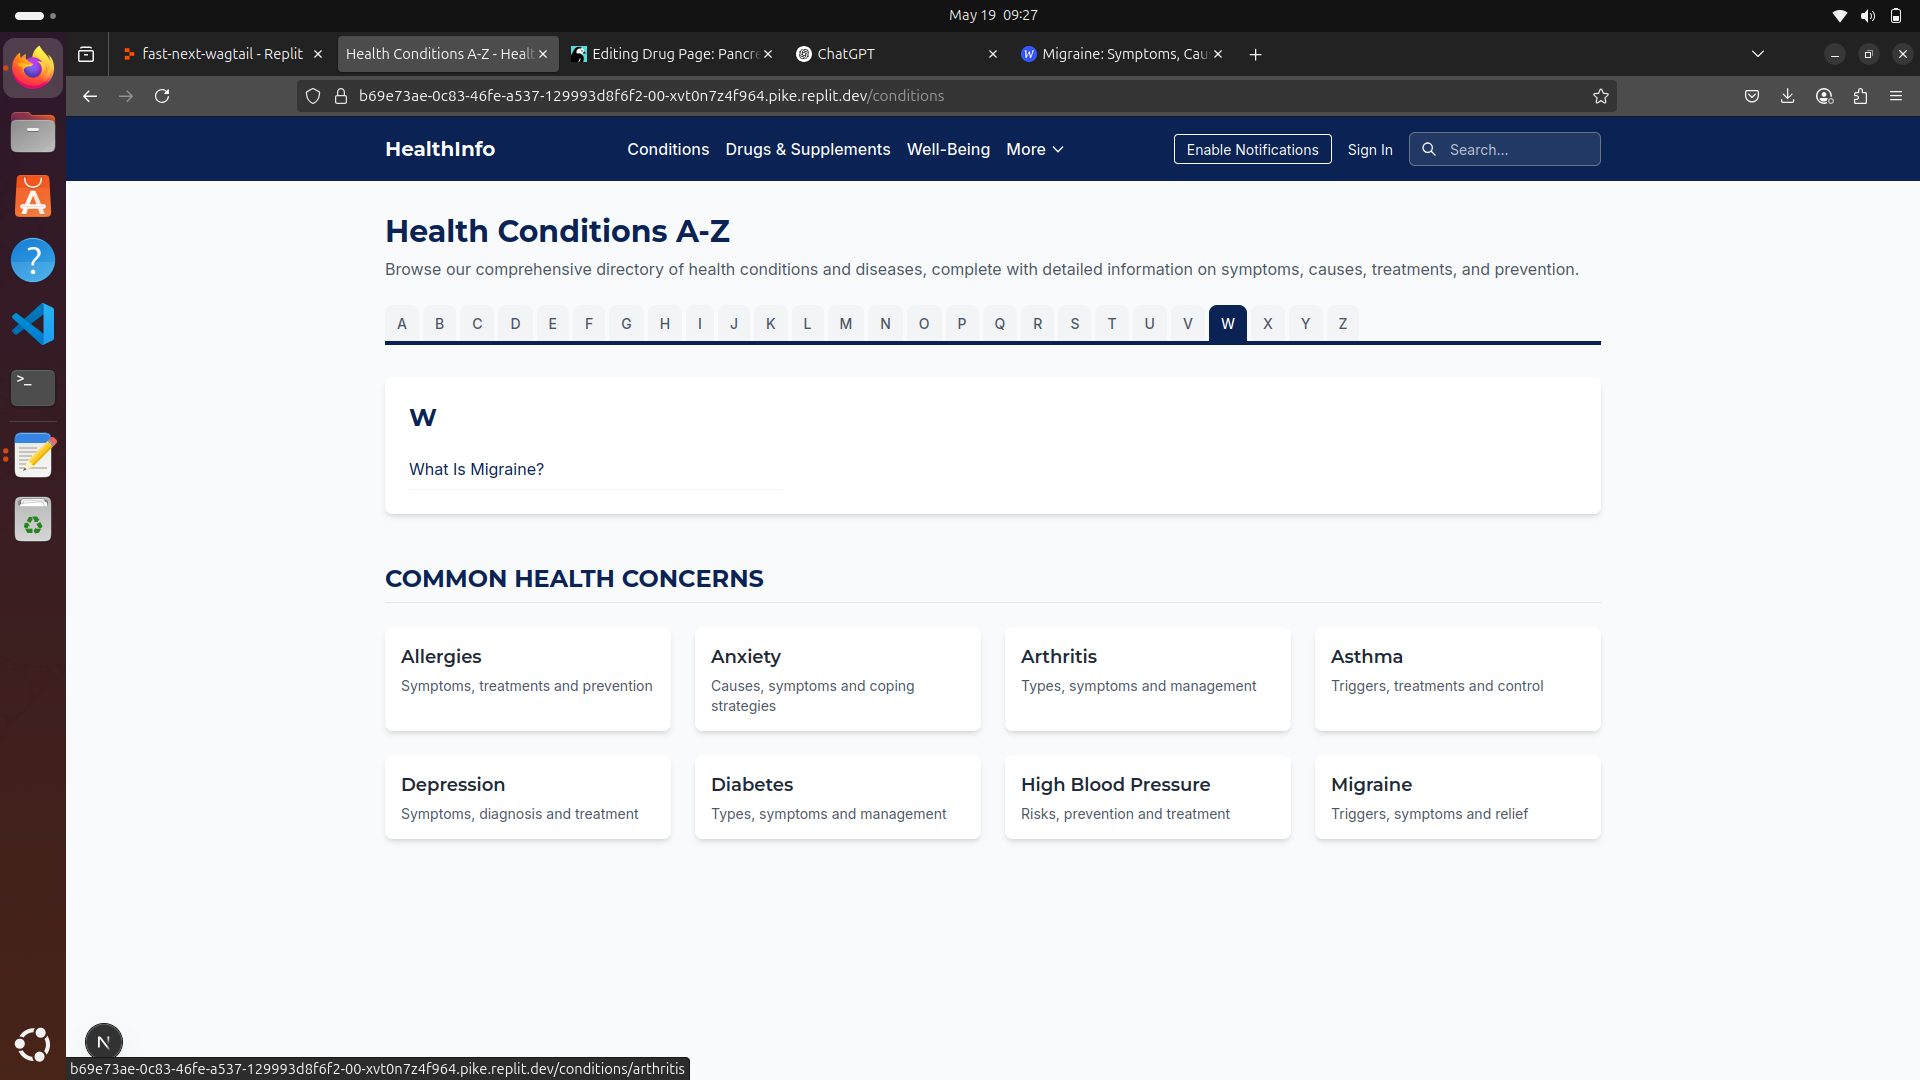 May 19 09:27
fast-next-wagtail - Replit
Health Conditions A-Z - Healt
Editing Drug Page: Pancre
ChatGPT
Migraine: Symptoms, Cau
b69e73ae-0c83-46fe-a537-129993d8f6f2-00-xvt0n7z4f964.pike.replit.dev/conditions
HealthInfo
Conditions
Drugs & Supplements
Well-Being
More
Enable Notifications
Sign In
Search...
Health Conditions A-Z
Browse our comprehensive directory of health conditions and diseases, complete with detailed information on symptoms, causes, treatments, and prevention.
A B C D E F G H I J K L M N O P Q R S T U V W X Y Z
W
What Is Migraine?
COMMON HEALTH CONCERNS
Allergies
Symptoms, treatments and prevention
Anxiety
Causes, symptoms and coping
strategies
Arthritis
Types, symptoms and management
Asthma
Triggers, treatments and control
Depression
Symptoms, diagnosis and treatment
Diabetes
Types, symptoms and management
High Blood Pressure
Risks, prevention and treatment
Migraine
Triggers, symptoms and relief
N
b69e73ae-0c83-46fe-a537-129993d8f6f2-00-xvt0n7z4f964.pike.replit.dev/conditions/arthritis